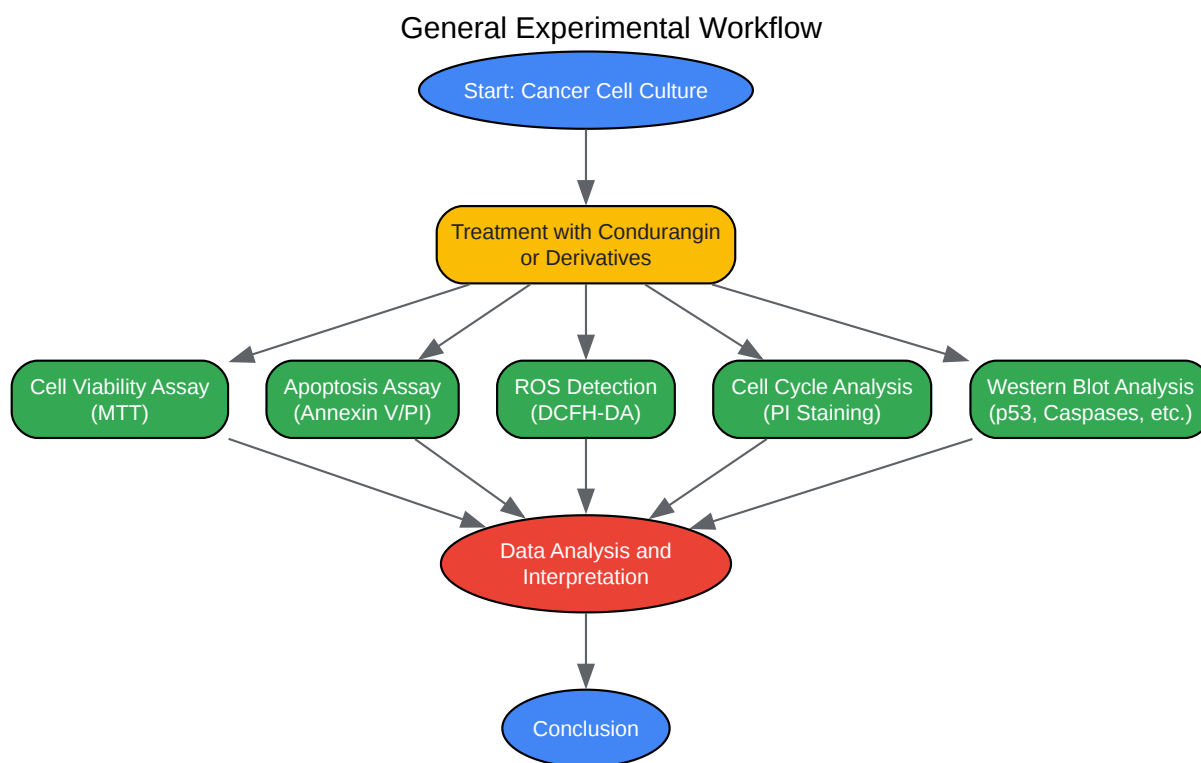 General Experimental Workflow
Start: Cancer Cell Culture
Treatment with Condurangin
or Derivatives
Cell Viability Assay
(MTT)
Apoptosis Assay
(Annexin V/PI)
ROS Detection
(DCFH-DA)
Cell Cycle Analysis
(PI Staining)
Western Blot Analysis
(p53, Caspases, etc.)
Data Analysis and
Interpretation
Conclusion